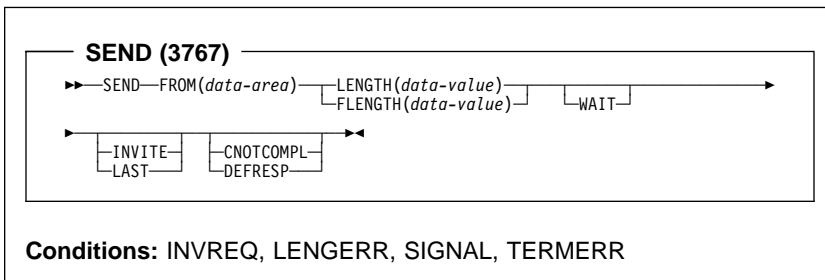 SEND (3767)
SEND FROM(data-area) LENGTH(data-value)
FLENGTH(data-value) WAIT
INVITE CNOTCOMPL
LAST DEFRESP
Conditions: INVREQ, LENGERR, SIGNAL, TERMERR